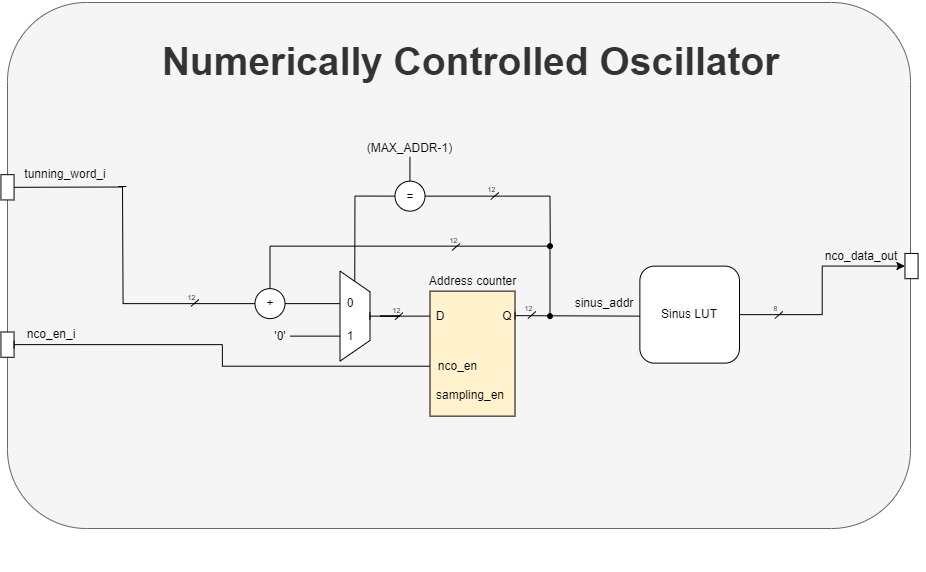 Numerically Controlled Oscillator
(MAX_ADDR-1)
tunning_word_i
=
12
12
Address counter
nco_data_out
12
+
0
12
D
Q
12
sinus_addr
Sinus LUT
8
'0'
1
nco_en_i
nco_en
sampling_en